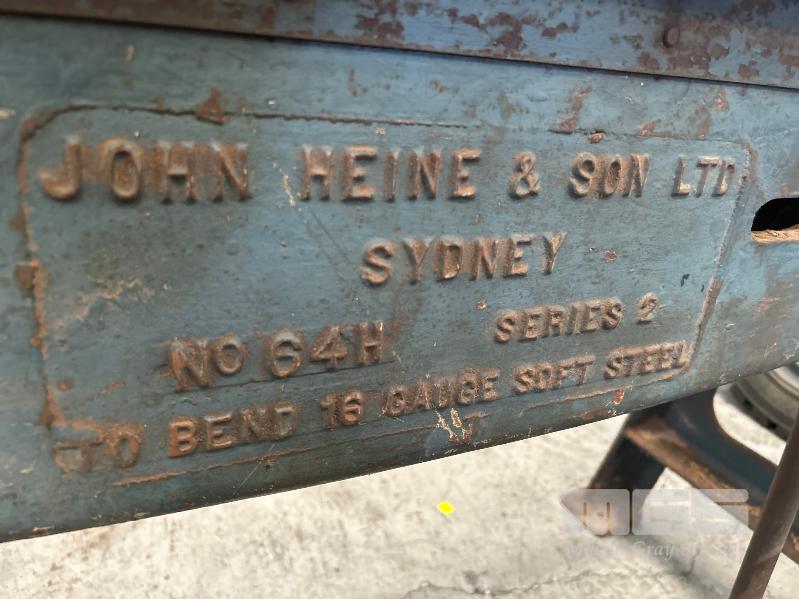 JOHN HEINE & SON LTD
SYDNEY
NO 64H SERIES 2
TO BEND 16 GAUGE SOFT STEEL